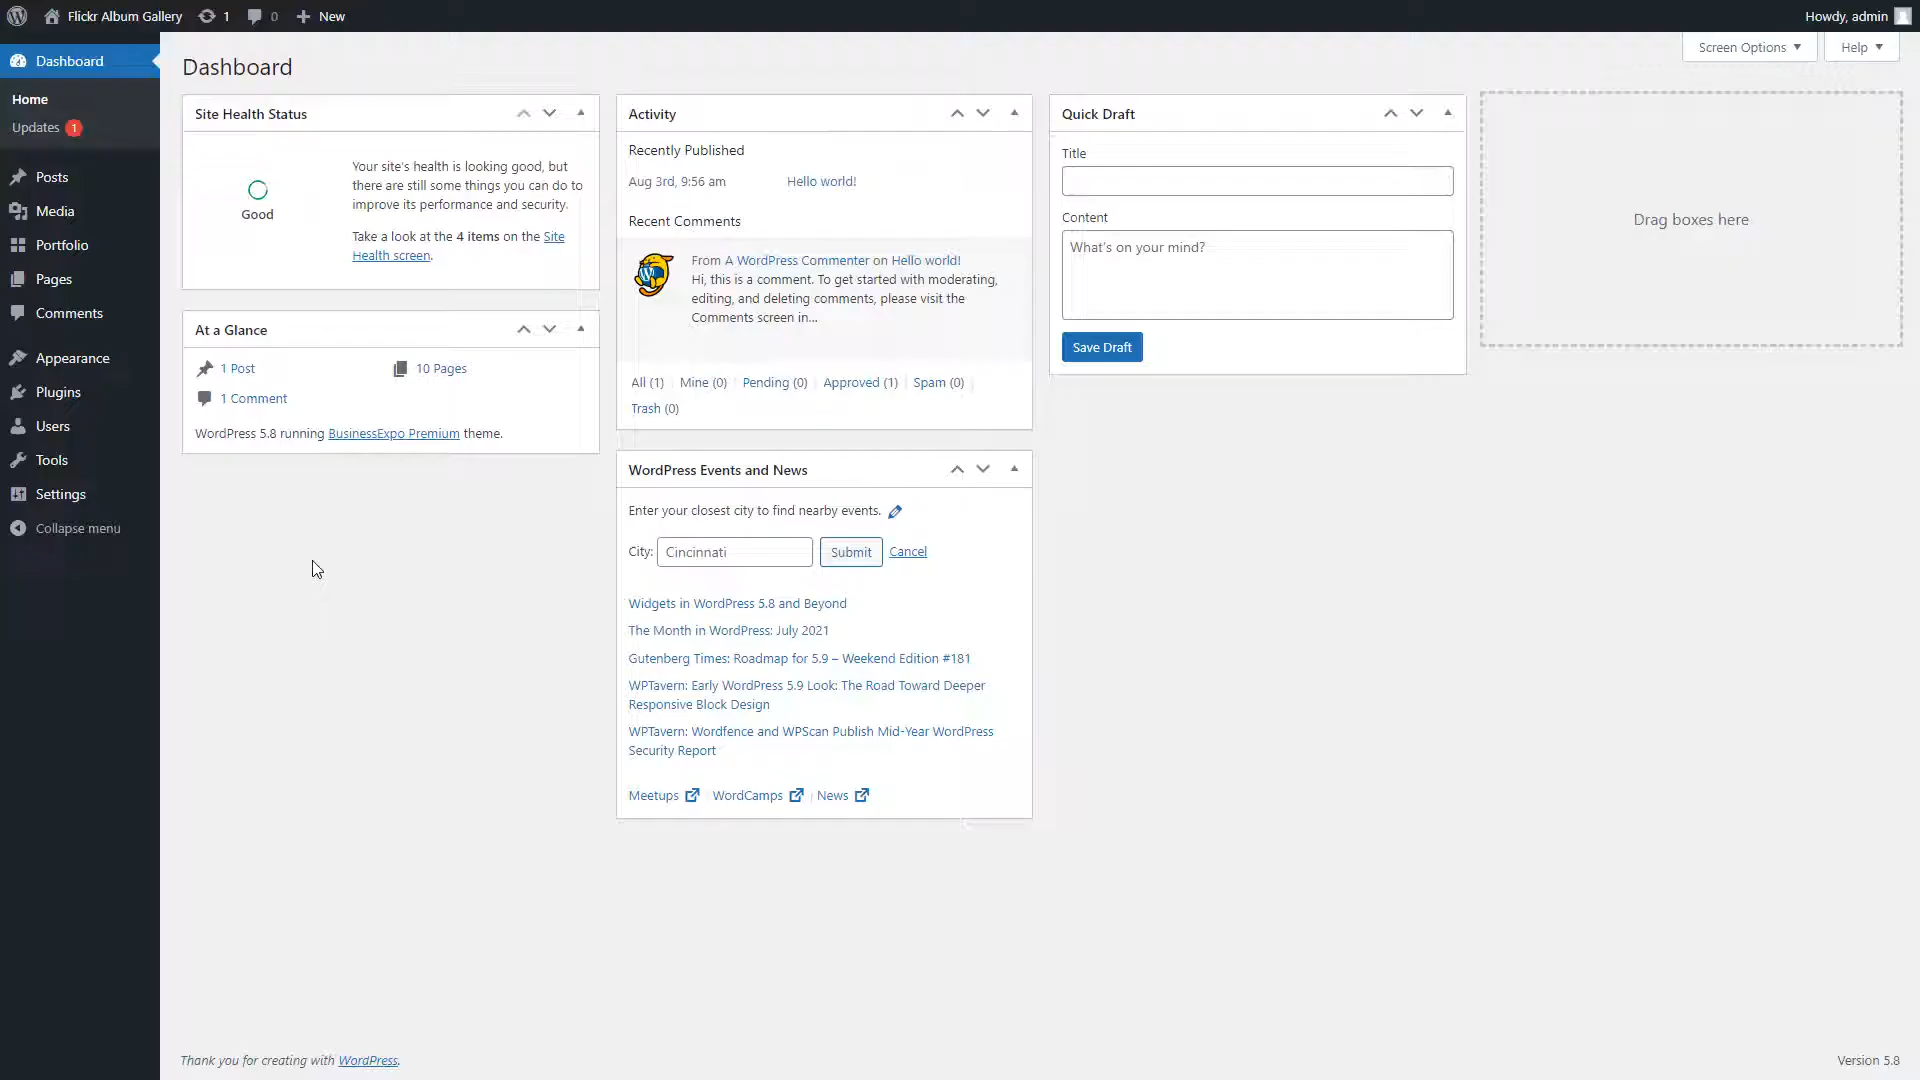 Flickr Album Gallery
1
0
New
Howdy, admin
Dashboard
Home
Updates 1
Posts
Media
Portfolio
Pages
Comments
Appearance
Plugins
Users
Tools
Settings
Collapse menu
Screen Options
Help
Dashboard
Site Health Status
Good
Your site's health is looking good, but
there are still some things you can do to
improve its performance and security.
Take a look at the 4 items on the Site
Health screen.
At a Glance
1 Post
10 Pages
1 Comment
WordPress 5.8 running BusinessExpo Premium theme.
Activity
Recently Published
Aug 3rd, 9:56 am
Hello world!
Recent Comments
From A WordPress Commenter on Hello world!
Hi, this is a comment. To get started with moderating,
editing, and deleting comments, please visit the
Comments screen in...
All (1) | Mine (0) | Pending (0) | Approved (1) | Spam (0) |
Trash (0)
WordPress Events and News
Enter your closest city to find nearby events.
City: Cincinnati Submit Cancel
Widgets in WordPress 5.8 and Beyond
The Month in WordPress: July 2021
Gutenberg Times: Roadmap for 5.9 – Weekend Edition #181
WPTavern: Early WordPress 5.9 Look: The Road Toward Deeper
Responsive Block Design
WPTavern: Wordfence and WPScan Publish Mid-Year WordPress
Security Report
Meetups | WordCamps | News
Quick Draft
Title
Content
What's on your mind?
Save Draft
Drag boxes here
Thank you for creating with WordPress.
Version 5.8